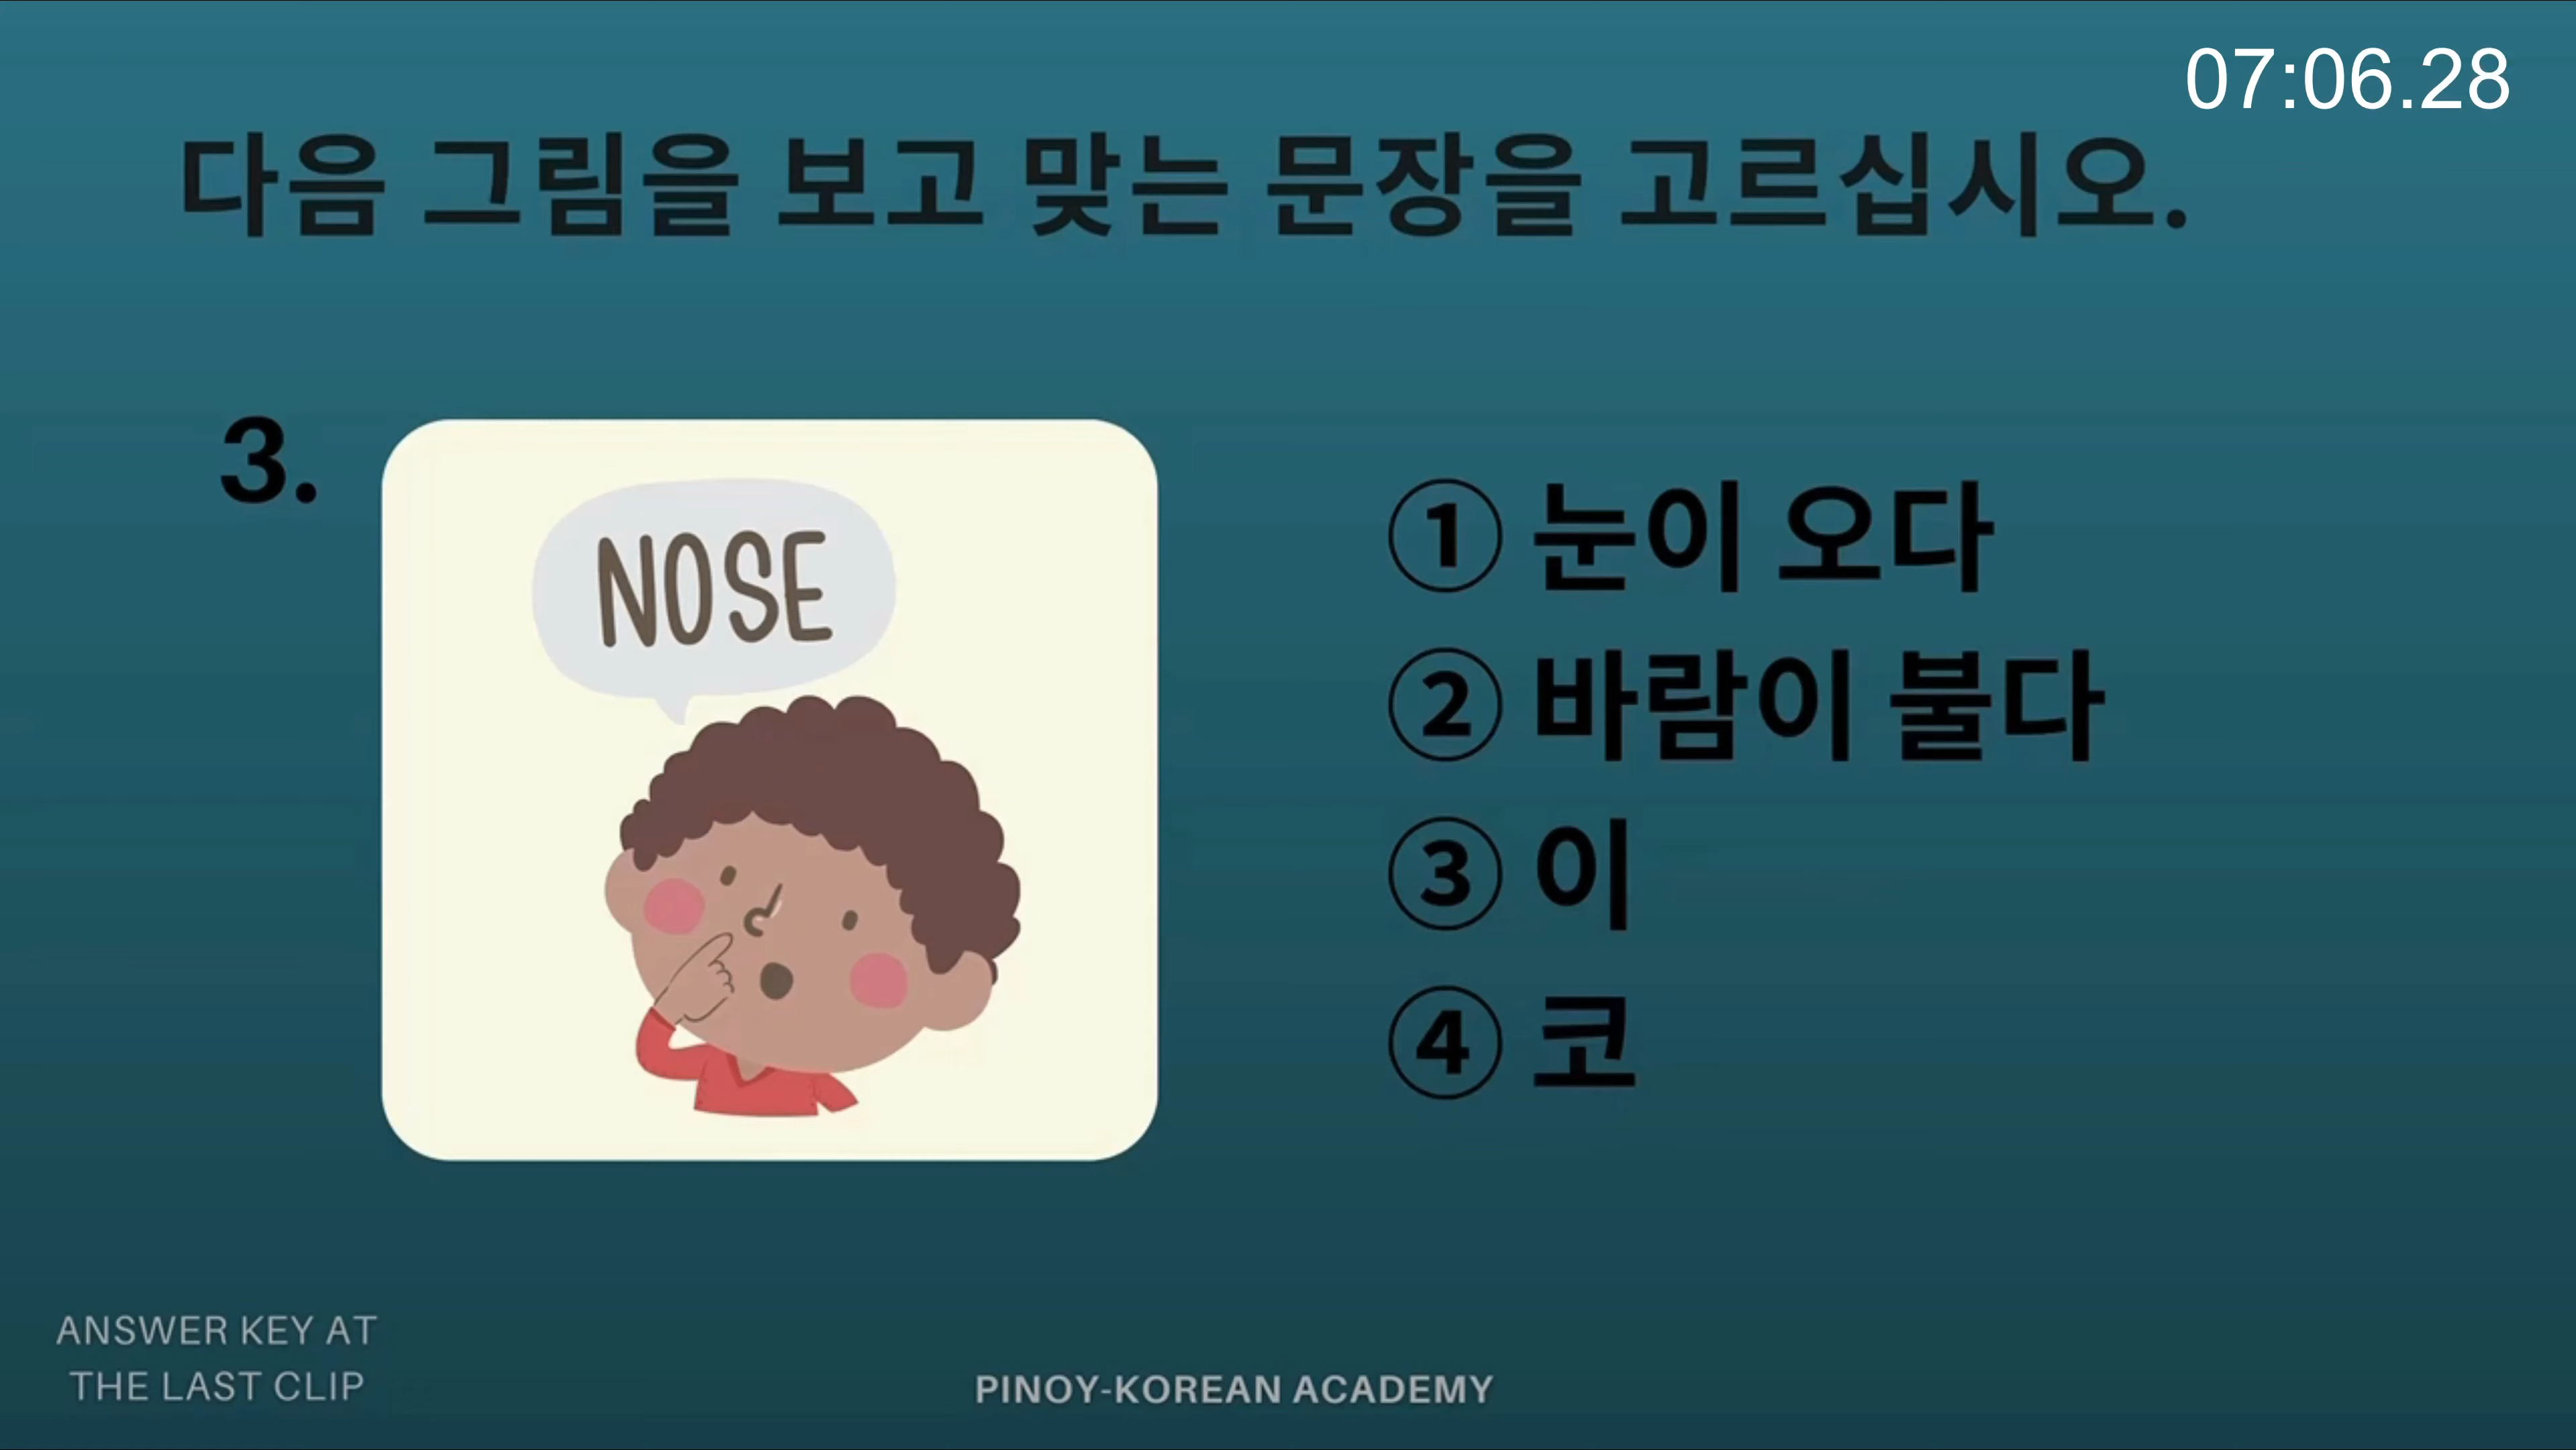 07:06.28
다음 그림을 보고 맞는 문장을 고르십시오.
3.
NOSE
① 눈이 오다
② 바람이 불다
③ 이
④ 코
ANSWER KEY AT
THE LAST CLIP
PINOY-KOREAN ACADEMY